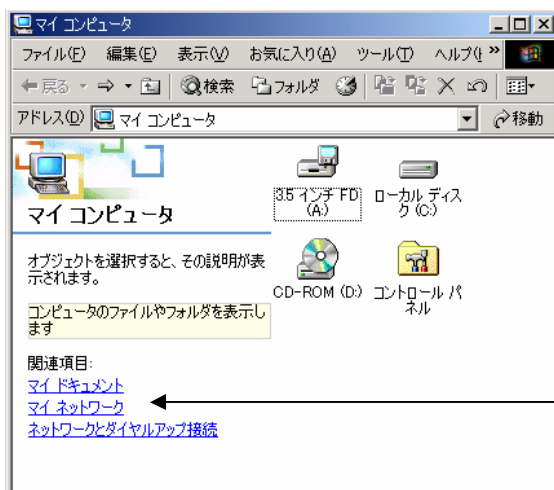 マイ コンピュータ
ファイル(F) 編集(E) 表示(V) お気に入り(A) ツール(T) ヘルプ(
戻る 検索 フォルダ
アドレス(D) マイ コンピュータ 移動
マイ コンピュータ
オブジェクトを選択すると、その説明が表
示されます。
コンピュータのファイルやフォルダを表示し
ます
関連項目:
マイ ドキュメント
マイ ネットワーク
ネットワークとダイヤルアップ接続
3.5 インチ FD
(A:)
ローカル ディス
ク (C:)
CD-ROM (D:)
コントロール パ
ネル